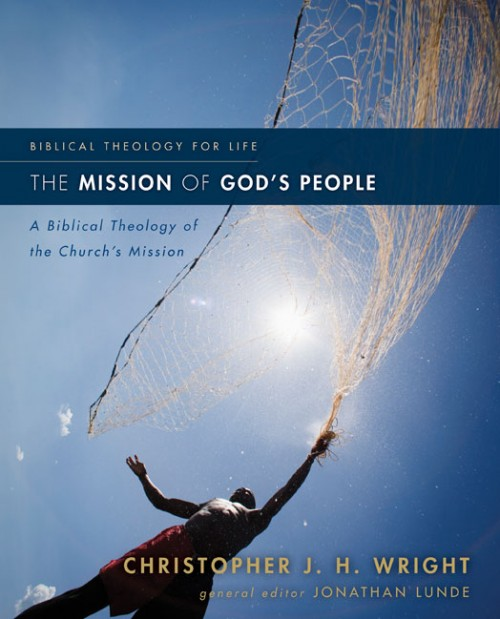 BIBLICAL THEOLOGY FOR LIFE
THE MISSION OF GOD'S PEOPLE
A Biblical Theology of
the Church's Mission
CHRISTOPHER J. H. WRIGHT
general editor JONATHAN LUNDE